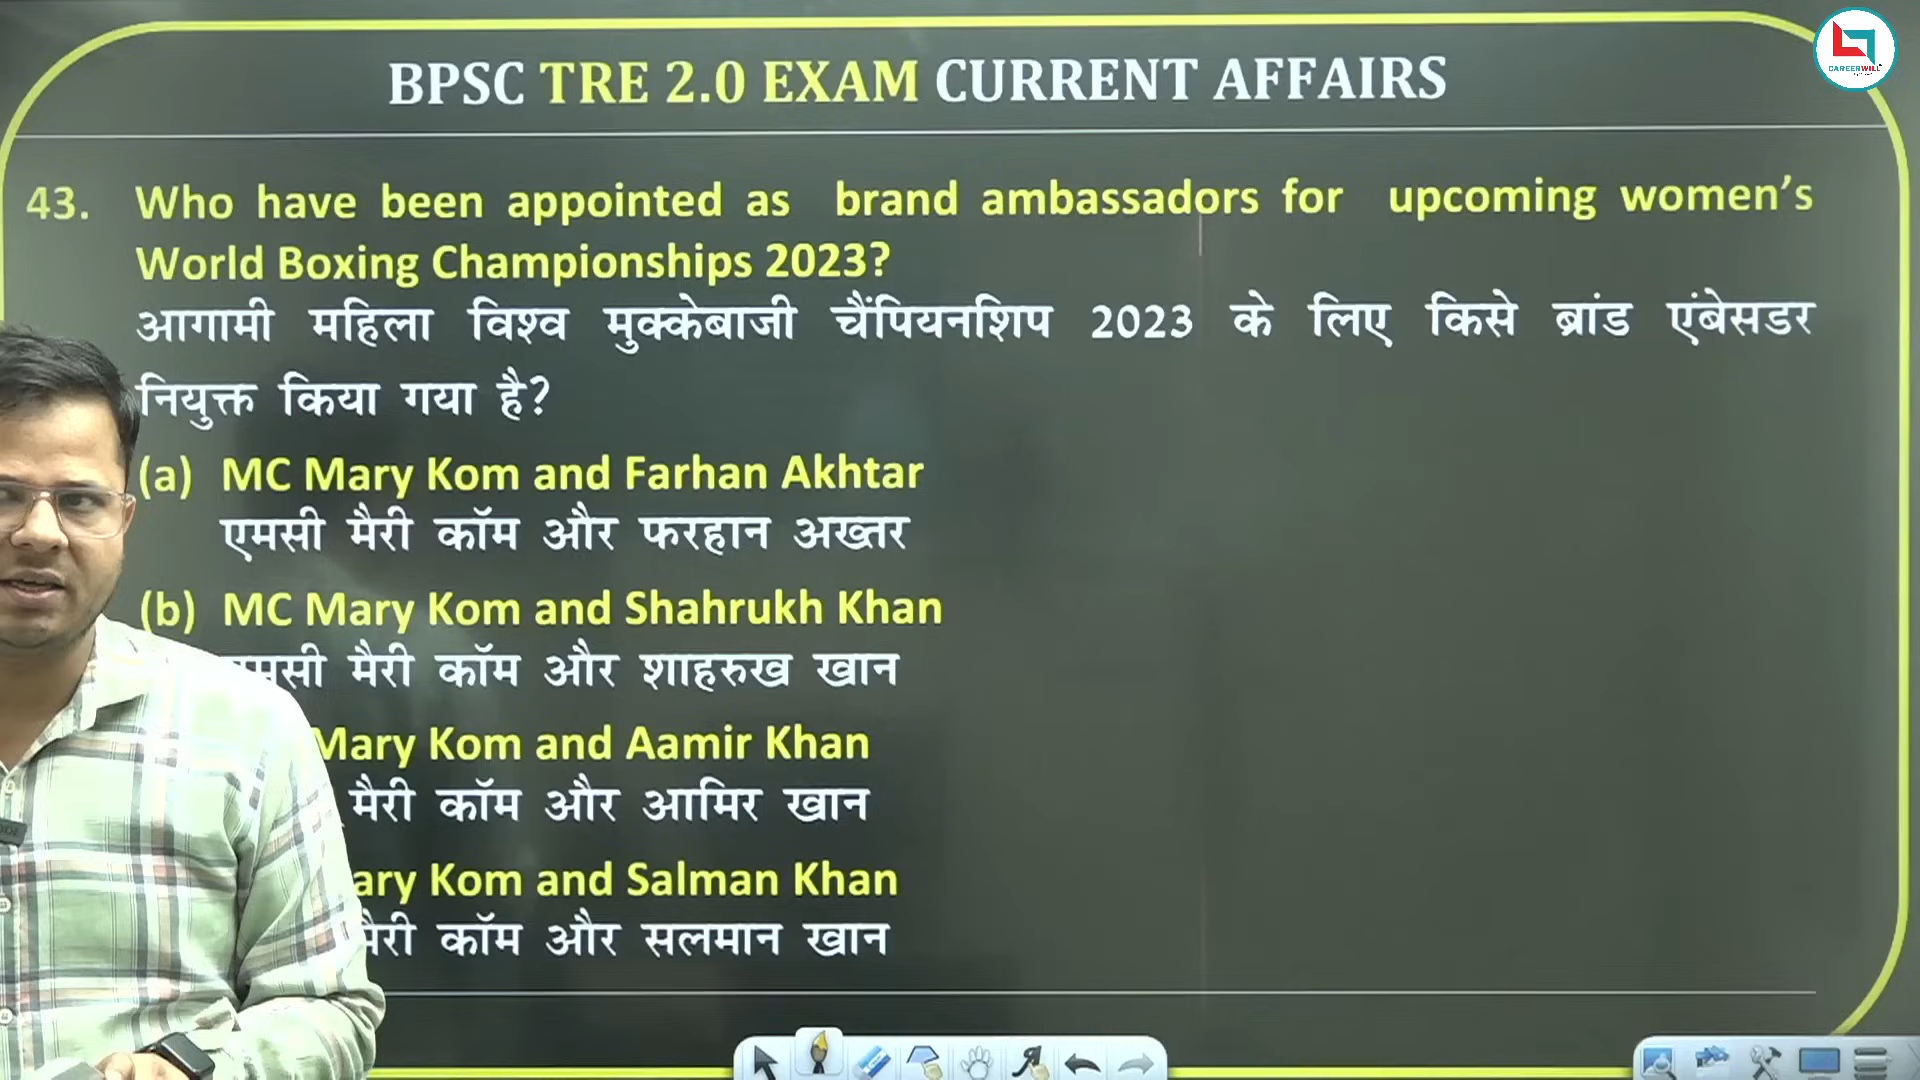 CAREERWILL
BPSC TRE 2.0 EXAM CURRENT AFFAIRS
43. Who have been appointed as brand ambassadors for upcoming women's
World Boxing Championships 2023?
आगामी महिला विश्व मुक्केबाजी चैंपियनशिप 2023 के लिए किसे ब्रांड एंबेसडर
नियुक्त किया गया है?
(a) MC Mary Kom and Farhan Akhtar
एमसी मैरी कॉम और फरहान अख्तर
(b) MC Mary Kom and Shahrukh Khan
मैरी कॉम और शाहरुख खान
Mary Kom and Aamir Khan
मैरी कॉम और आमिर खान
Kom and Salman Khan
कॉम और सलमान खान